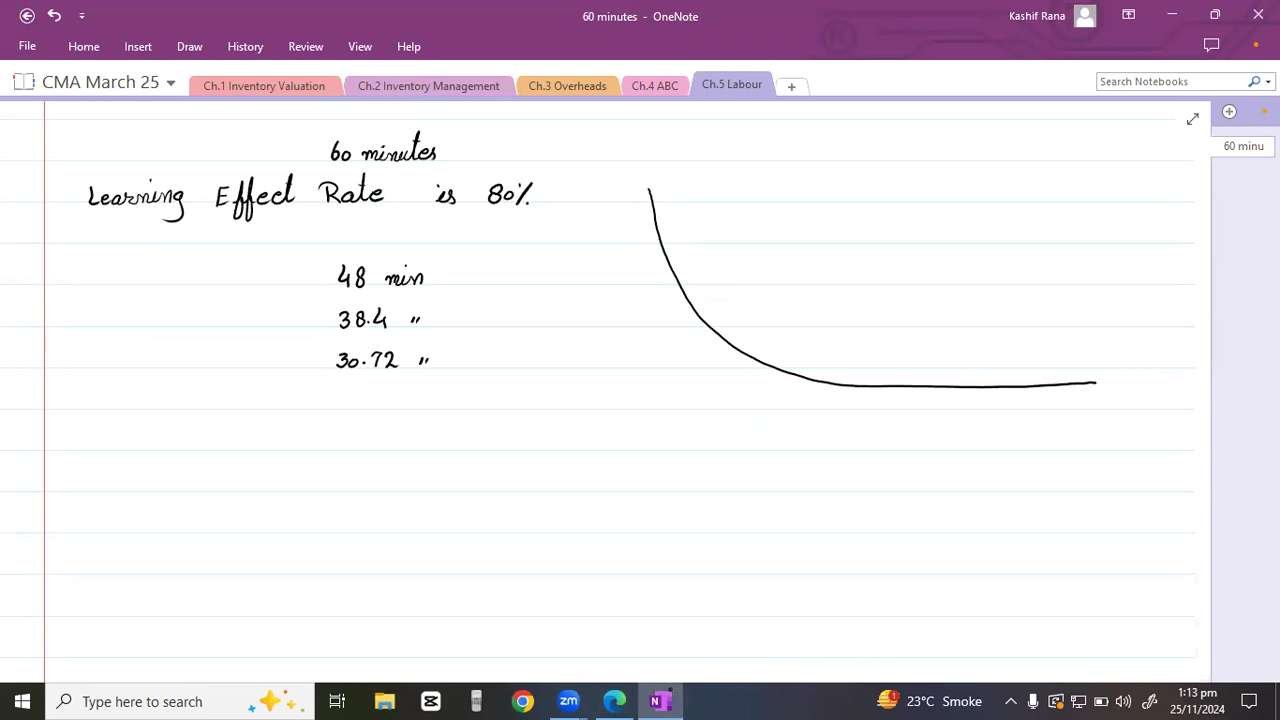 60 minutes - OneNote
Kashif Rana
File Home Insert Draw History Review View Help
CMA March 25
Ch.1 Inventory Valuation
Ch.2 Inventory Management
Ch.3 Overheads
Ch.4 ABC
Ch.5 Labour
Search Notebooks
60 minu
60 minutes
Learning Effect Rate is 80%
48 min
38.4 "
30.72 "
Type here to search
zm
N
23°C Smoke
1:13 pm
25/11/2024